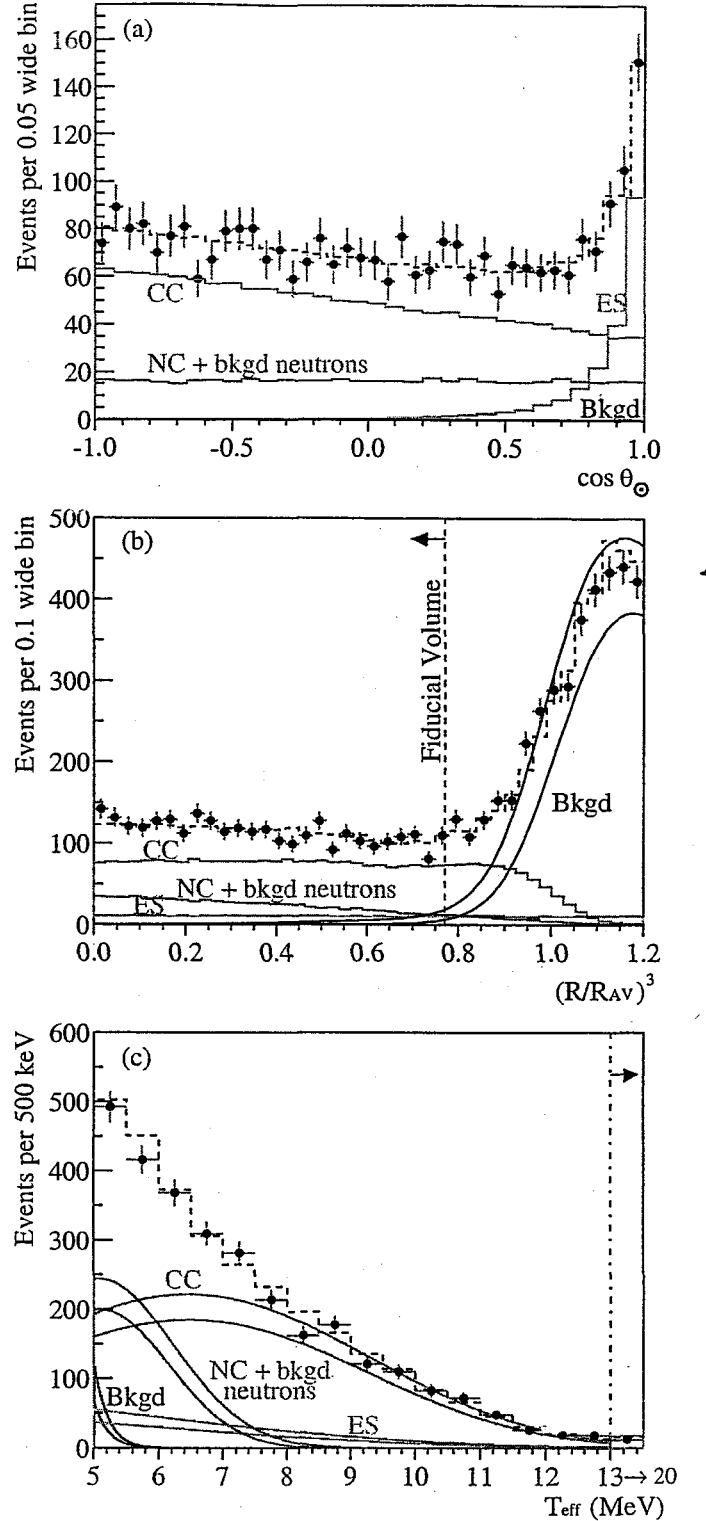 (a)
Events per 0.05 wide bin
160
140
120
100
80
60
40
20
0
CC
ES
NC + bkgd neutrons
Bkgd
-1.0 -0.5 0.0 0.5 1.0
cos θ⊙
(b)
Events per 0.1 wide bin
500
400
300
200
100
0
Fiducial Volume
Bkgd
CC
NC + bkgd neutrons
ES
0.0 0.2 0.4 0.6 0.8 1.0 1.2
(R/RAV)³
(c)
Events per 500 keV
600
500
400
300
200
100
0
CC
NC + bkgd
neutrons
Bkgd
ES
5 6 7 8 9 10 11 12 13→ 20
Teff (MeV)